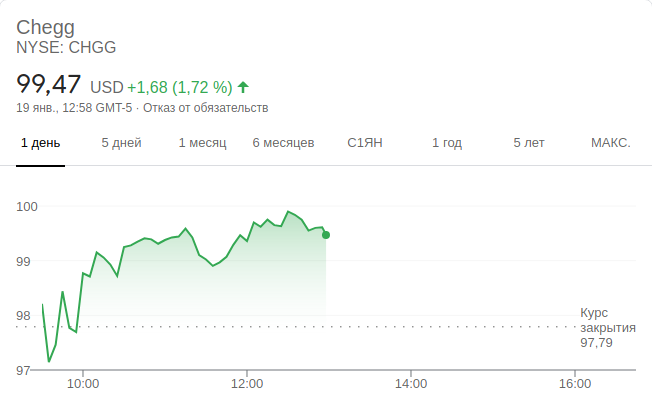 Chegg
NYSE: CHGG
99,47 USD +1,68 (1,72 %)
19 янв., 12:58 GMT-5 · Отказ от обязательств
1 день 5 дней 1 месяц 6 месяцев С1ЯН 1 год 5 лет МАКС.
100
99
98
97
Курс
закрытия
97,79
10:00 12:00 14:00 16:00